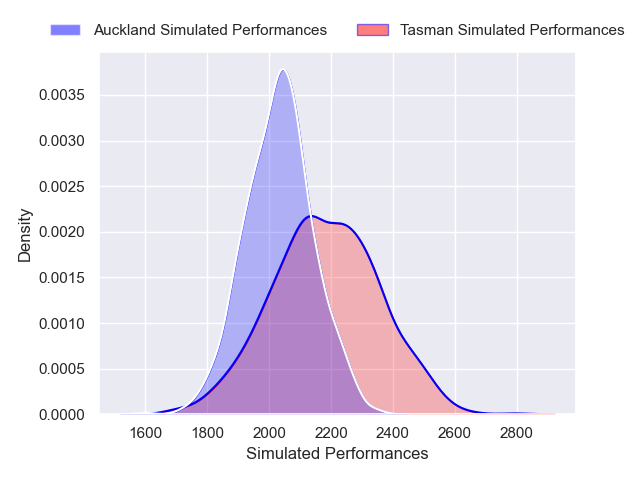 Auckland Simulated Performances Tasman Simulated Performances
0.0035
0.0030
0.0025
0.0020
0.0015
0.0010
0.0005
0.0000
Density
1600 1800 2000 2200 2400 2600 2800
Simulated Performances